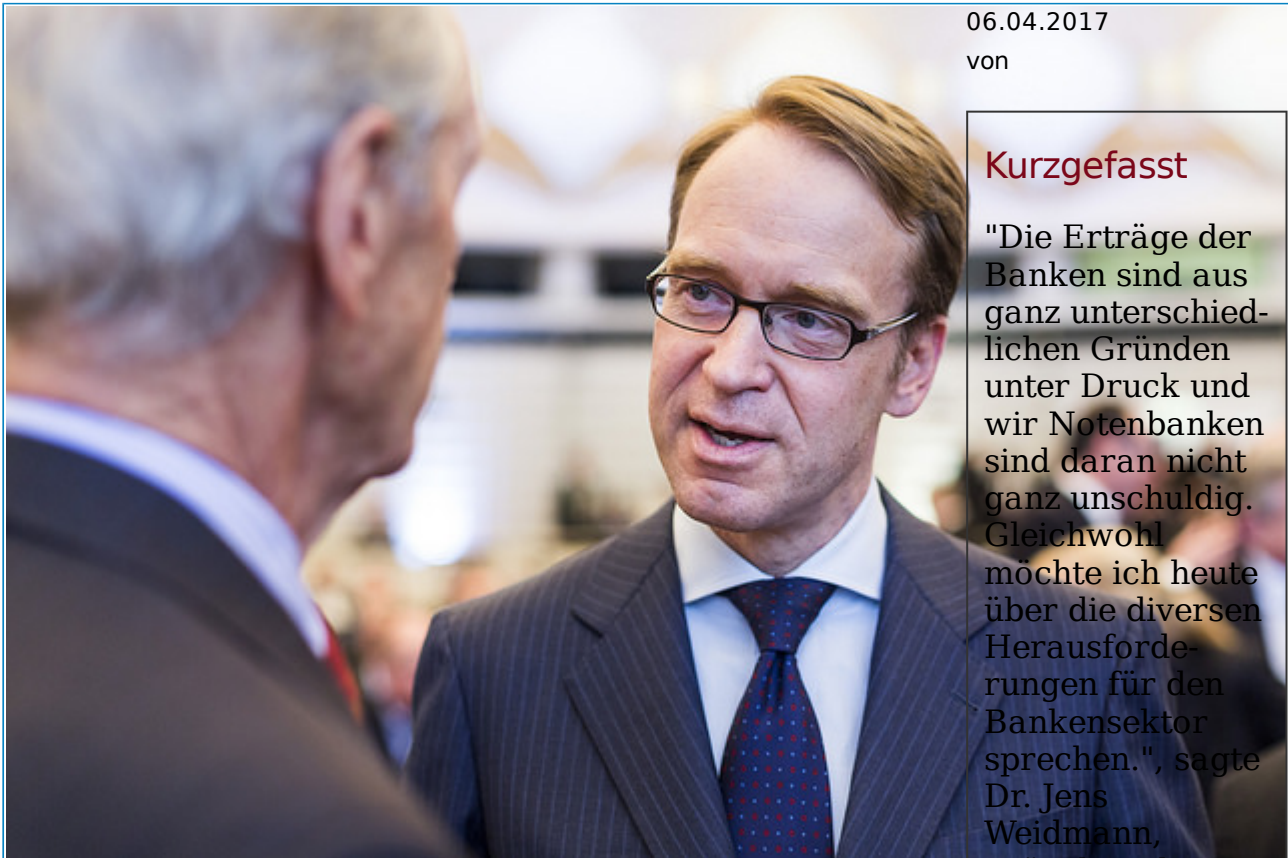 06.04.2017
von
Kurzgefasst
"Die Erträge der
Banken sind aus
ganz unterschied-
lichen Gründen
unter Druck und
wir Notenbanken
sind daran nicht
ganz unschuldig.
Gleichwohl
möchte ich heute
über die diversen
Herausforde-
rungen für den
Bankensektor
sprechen.", sagte
Dr. Jens
Weidmann,